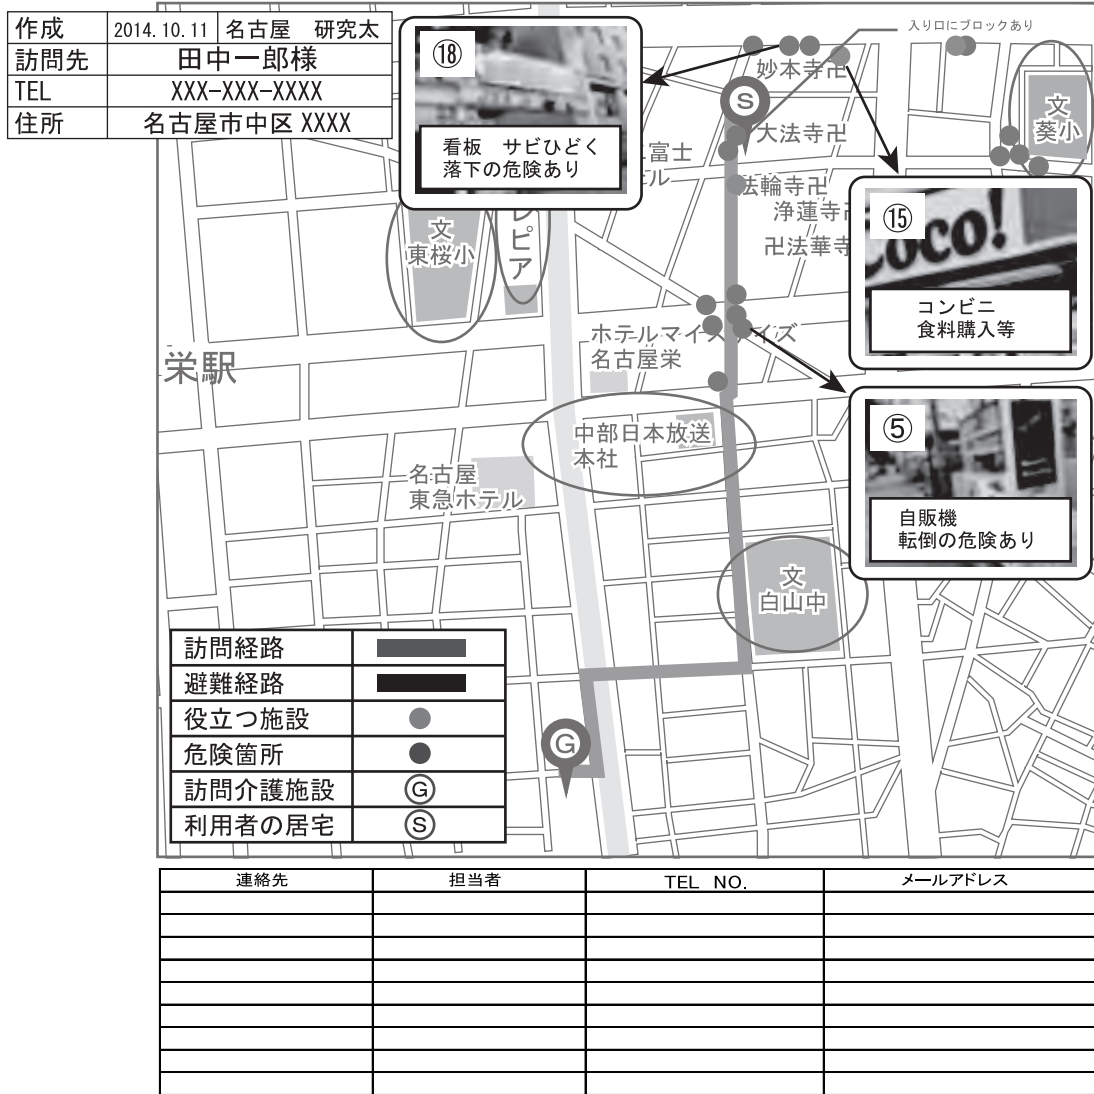 作成 2014.10.11 名古屋 研究太
訪問先 田中一郎様
TEL XXX-XXX-XXXX
住所 名古屋市中区 XXXX
⑱
看板 サビひどく
落下の危険あり
入り口にブロックあり
妙本寺卍
S
大法寺卍
富士
ル
法輪寺卍
浄蓮寺卍
卍法華寺
文
葵小
⑮
Coco!
コンビニ
食料購入等
文
東桜小
ピア
栄駅
ホテルマイステイズ
名古屋栄
⑤
自販機
転倒の危険あり
中部日本放送
本社
名古屋
東急ホテル
文
白山中
G
訪問経路
避難経路
役立つ施設
危険箇所
訪問介護施設 G
利用者の居宅 S
連絡先 担当者 TEL NO. メールアドレス